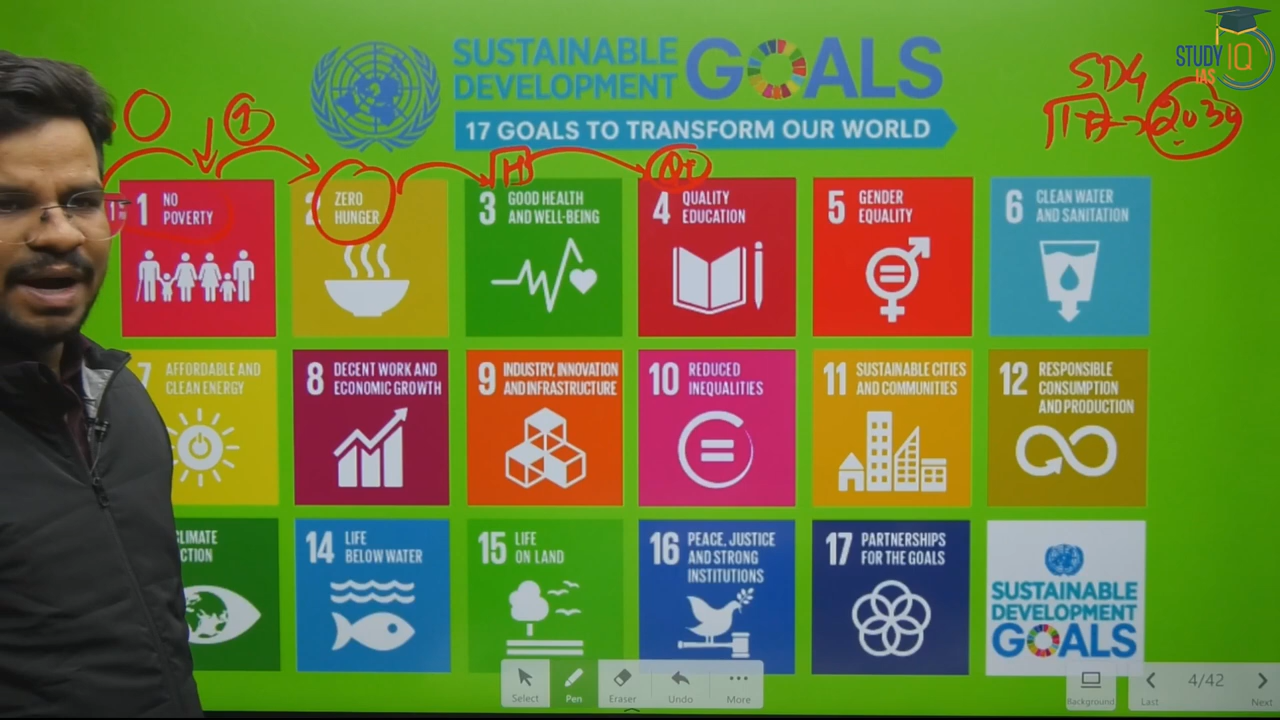 SUSTAINABLE
DEVELOPMENT
GOALS
17 GOALS TO TRANSFORM OUR WORLD
STUDY IQ
IAS
SDG
2030
1 NO
POVERTY
2 ZERO
HUNGER
3 GOOD HEALTH
AND WELL-BEING
4 QUALITY
EDUCATION
5 GENDER
EQUALITY
6 CLEAN WATER
AND SANITATION
7 AFFORDABLE AND
CLEAN ENERGY
8 DECENT WORK AND
ECONOMIC GROWTH
9 INDUSTRY, INNOVATION
AND INFRASTRUCTURE
10 REDUCED
INEQUALITIES
11 SUSTAINABLE CITIES
AND COMMUNITIES
12 RESPONSIBLE
CONSUMPTION
AND PRODUCTION
CLIMATE
CTION
14 LIFE
BELOW WATER
15 LIFE
ON LAND
16 PEACE, JUSTICE
AND STRONG
INSTITUTIONS
17 PARTNERSHIPS
FOR THE GOALS
SUSTAINABLE
DEVELOPMENT
GOALS
Select
Pen
Eraser
Undo
More
Background
Last
4/42
Next